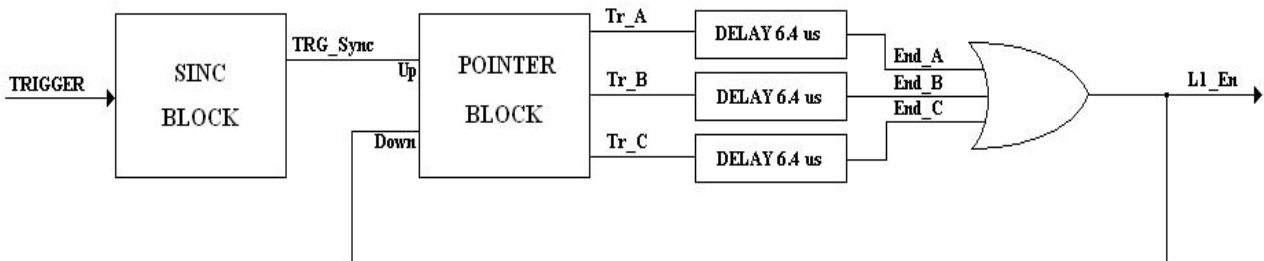 TRIGGER
SINC
BLOCK
TRG_Sync
Up
Down
POINTER
BLOCK
Tr_A
Tr_B
Tr_C
DELAY 6.4 us
DELAY 6.4 us
DELAY 6.4 us
End_A
End_B
End_C
L1_En